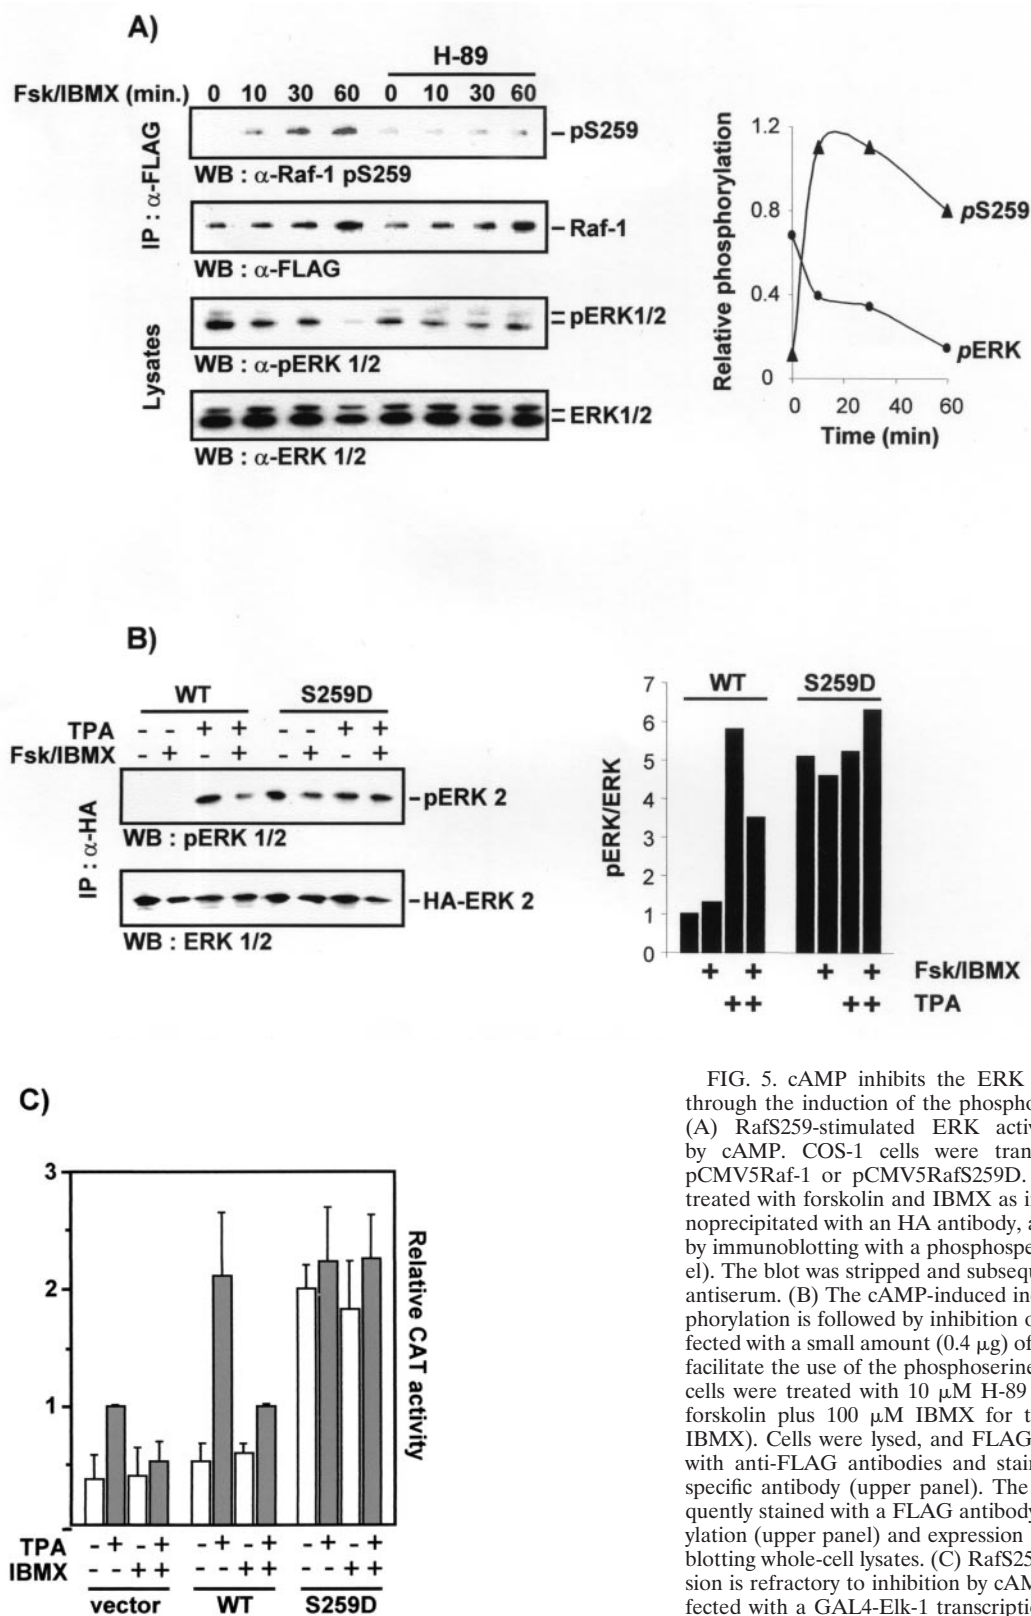 A)
H-89
Fsk/IBMX (min.) 0 10 30 60 0 10 30 60
IP : α-FLAG
pS259
WB : α-Raf-1 pS259
Raf-1
WB : α-FLAG
Lysates
pERK1/2
WB : α-pERK 1/2
ERK1/2
WB : α-ERK 1/2
Relative phosphorylation
1.2
0.8
0.4
0
pS259
pERK
0 20 40 60
Time (min)
B)
WT S259D
TPA - - + + - - + +
Fsk/IBMX - + - + - + - +
IP : α-HA
pERK 2
WB : pERK 1/2
HA-ERK 2
WB : ERK 1/2
pERK/ERK
7
6
5
4
3
2
1
0
WT S259D
+ + + + Fsk/IBMX
++ ++ TPA
C)
3
2
1
Relative CAT activity
TPA - + - + - + - + - + - +
IBMX - - + + - - + + - - + +
vector WT S259D
FIG. 5. cAMP inhibits the ERK
through the induction of the phospho
(A) RafS259-stimulated ERK activ
by cAMP. COS-1 cells were tran
pCMV5Raf-1 or pCMV5RafS259D.
treated with forskolin and IBMX as i
noprecipitated with an HA antibody, a
by immunoblotting with a phosphospe
el). The blot was stripped and subsequ
antiserum. (B) The cAMP-induced in
phorylation is followed by inhibition o
fected with a small amount (0.4 μg) of
facilitate the use of the phosphoserine
cells were treated with 10 μM H-89
forskolin plus 100 μM IBMX for t
IBMX). Cells were lysed, and FLAG
with anti-FLAG antibodies and stain
specific antibody (upper panel). The
quently stained with a FLAG antibody
ylation (upper panel) and expression
blotting whole-cell lysates. (C) RafS25
sion is refractory to inhibition by cAM
fected with a GAL4-Elk-1 transcriptio